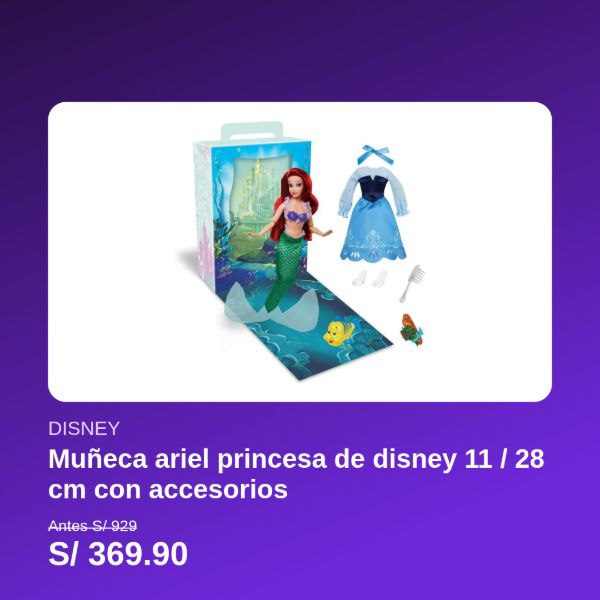 DISNEY
Muñeca ariel princesa de disney 11 / 28
cm con accesorios
Antes S/ 929
S/ 369.90